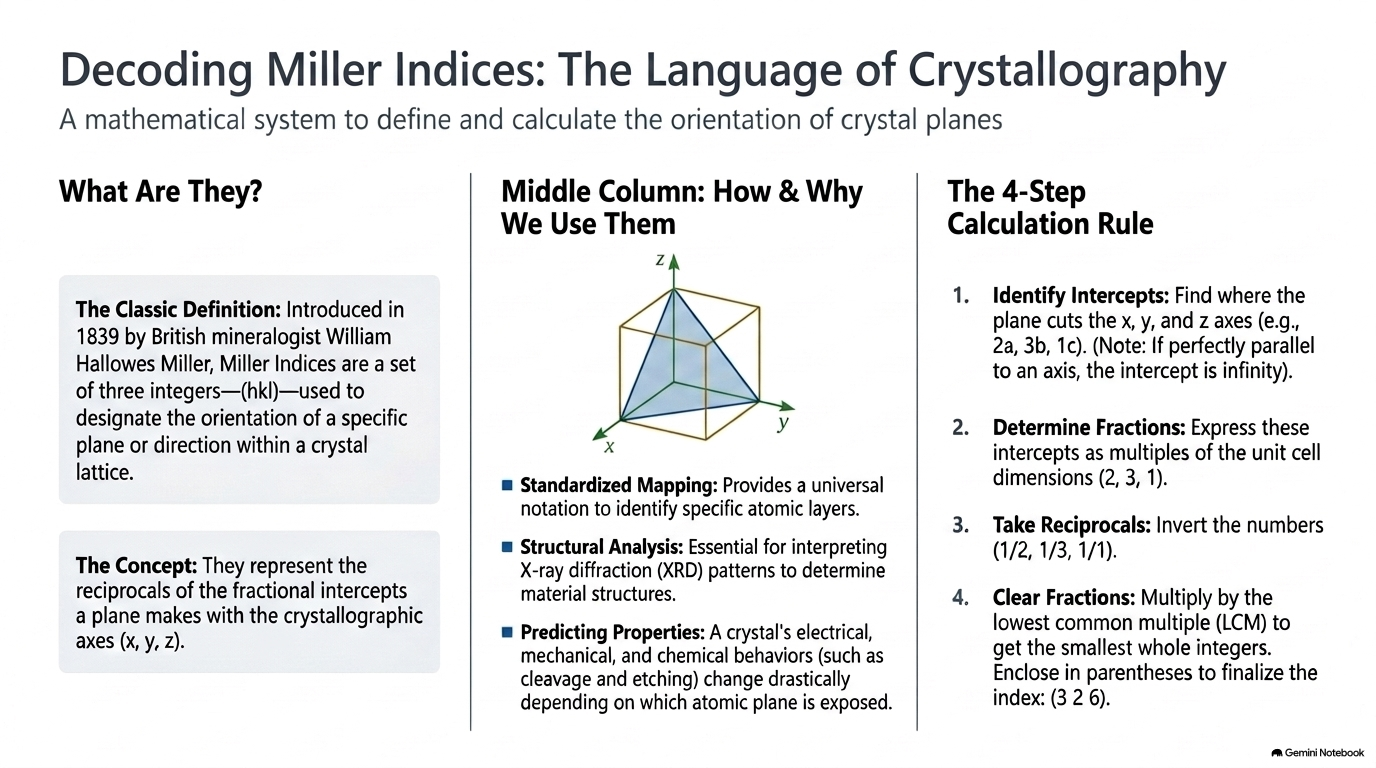 Decoding Miller Indices: The Language of Crystallography
A mathematical system to define and calculate the orientation of crystal planes
What Are They?
The Classic Definition: Introduced in
1839 by British mineralogist William
Hallowes Miller, Miller Indices are a set
of three integers—(hkl)—used to
designate the orientation of a specific
plane or direction within a crystal
lattice.
The Concept: They represent the
reciprocals of the fractional intercepts
a plane makes with the crystallographic
axes (x, y, z).
Middle Column: How & Why
We Use Them
z
y
x
■ Standardized Mapping: Provides a universal
notation to identify specific atomic layers.
■ Structural Analysis: Essential for interpreting
X-ray diffraction (XRD) patterns to determine
material structures.
■ Predicting Properties: A crystal's electrical,
mechanical, and chemical behaviors (such as
cleavage and etching) change drastically
depending on which atomic plane is exposed.
The 4-Step
Calculation Rule
1. Identify Intercepts: Find where the
plane cuts the x, y, and z axes (e.g.,
2a, 3b, 1c). (Note: If perfectly parallel
to an axis, the intercept is infinity).
2. Determine Fractions: Express these
intercepts as multiples of the unit cell
dimensions (2, 3, 1).
3. Take Reciprocals: Invert the numbers
(1/2, 1/3, 1/1).
4. Clear Fractions: Multiply by the
lowest common multiple (LCM) to
get the smallest whole integers.
Enclose in parentheses to finalize the
index: (3 2 6).
Gemini Notebook